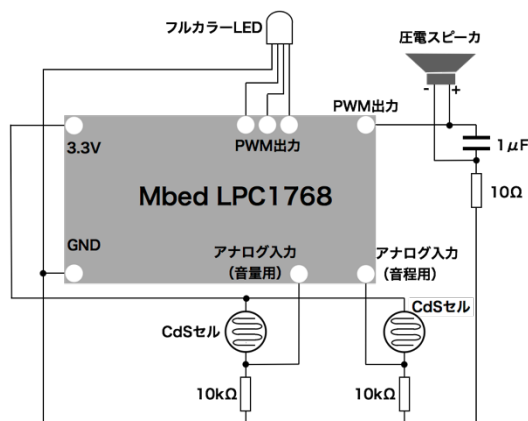 フルカラーLED
圧電スピーカ
- +
PWM出力
3.3V
PWM出力
1μF
Mbed LPC1768
10Ω
GND
アナログ入力
(音量用)
アナログ入力
(音程用)
CdSセル
CdSセル
10kΩ
10kΩ